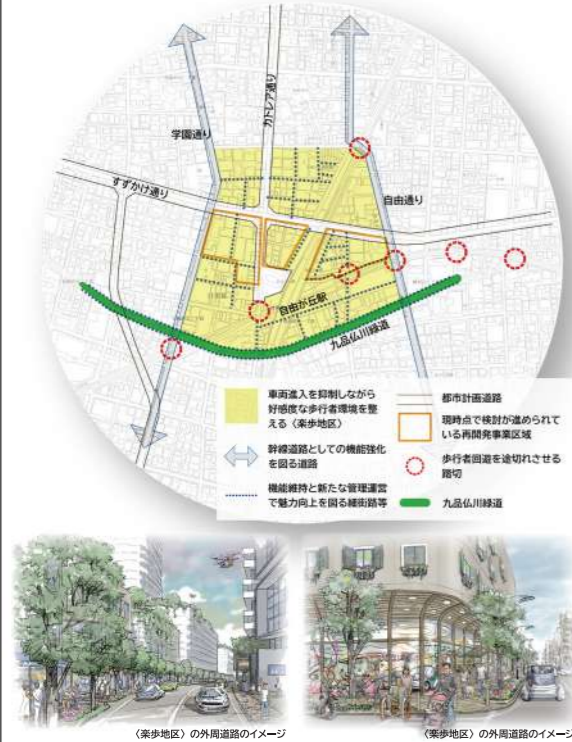 カトレア通り
学園通り
すずかけ通り
自由通り
自由が丘駅
九品仏川緑道
車両進入を抑制しながら
好感度な歩行者環境を整
える〈楽歩地区〉
幹線道路としての機能強化
を図る道路
機能維持と新たな管理運営
で魅力向上を図る細街路等
都市計画道路
現時点で検討が進められて
いる再開発事業区域
歩行者回遊を途切れさせる
踏切
九品仏川緑道
〈楽歩地区〉の外周道路のイメージ
〈楽歩地区〉の外周道路のイメージ